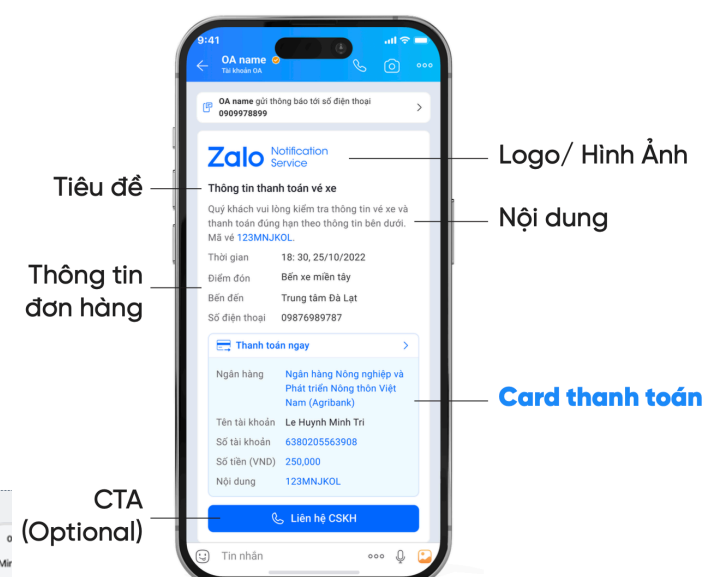 9:41
OA name
Tài khoản OA
OA name gửi thông báo tới số điện thoại
0909978899
Zalo Notification
Service
Logo/ Hình Ảnh
Tiêu đề
Thông tin thanh toán vé xe
Quý khách vui lòng kiểm tra thông tin vé xe và
thanh toán đúng hạn theo thông tin bên dưới.
Mã vé 123MNJKOL.
Nội dung
Thông tin
đơn hàng
Thời gian 18: 30, 25/10/2022
Điểm đón Bến xe miền tây
Bến đến Trung tâm Đà Lạt
Số điện thoại 09876989787
Thanh toán ngay
Ngân hàng Ngân hàng Nông nghiệp và
Phát triển Nông thôn Việt
Nam (Agribank)
Card thanh toán
Tên tài khoản Le Huynh Minh Tri
Số tài khoản 6380205563908
Số tiền (VND) 250,000
Nội dung 123MNJKOL
CTA
(Optional)
Liên hệ CSKH
Tin nhắn